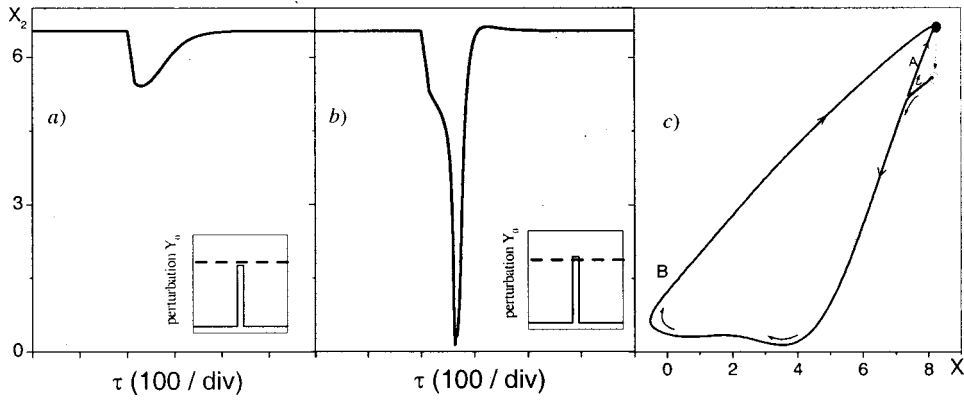 X₂
6
3
0
a)
perturbation Y₀
τ (100 / div)
b)
perturbation Y₀
τ (100 / div)
c)
A
B
0 2 4 6 8
X